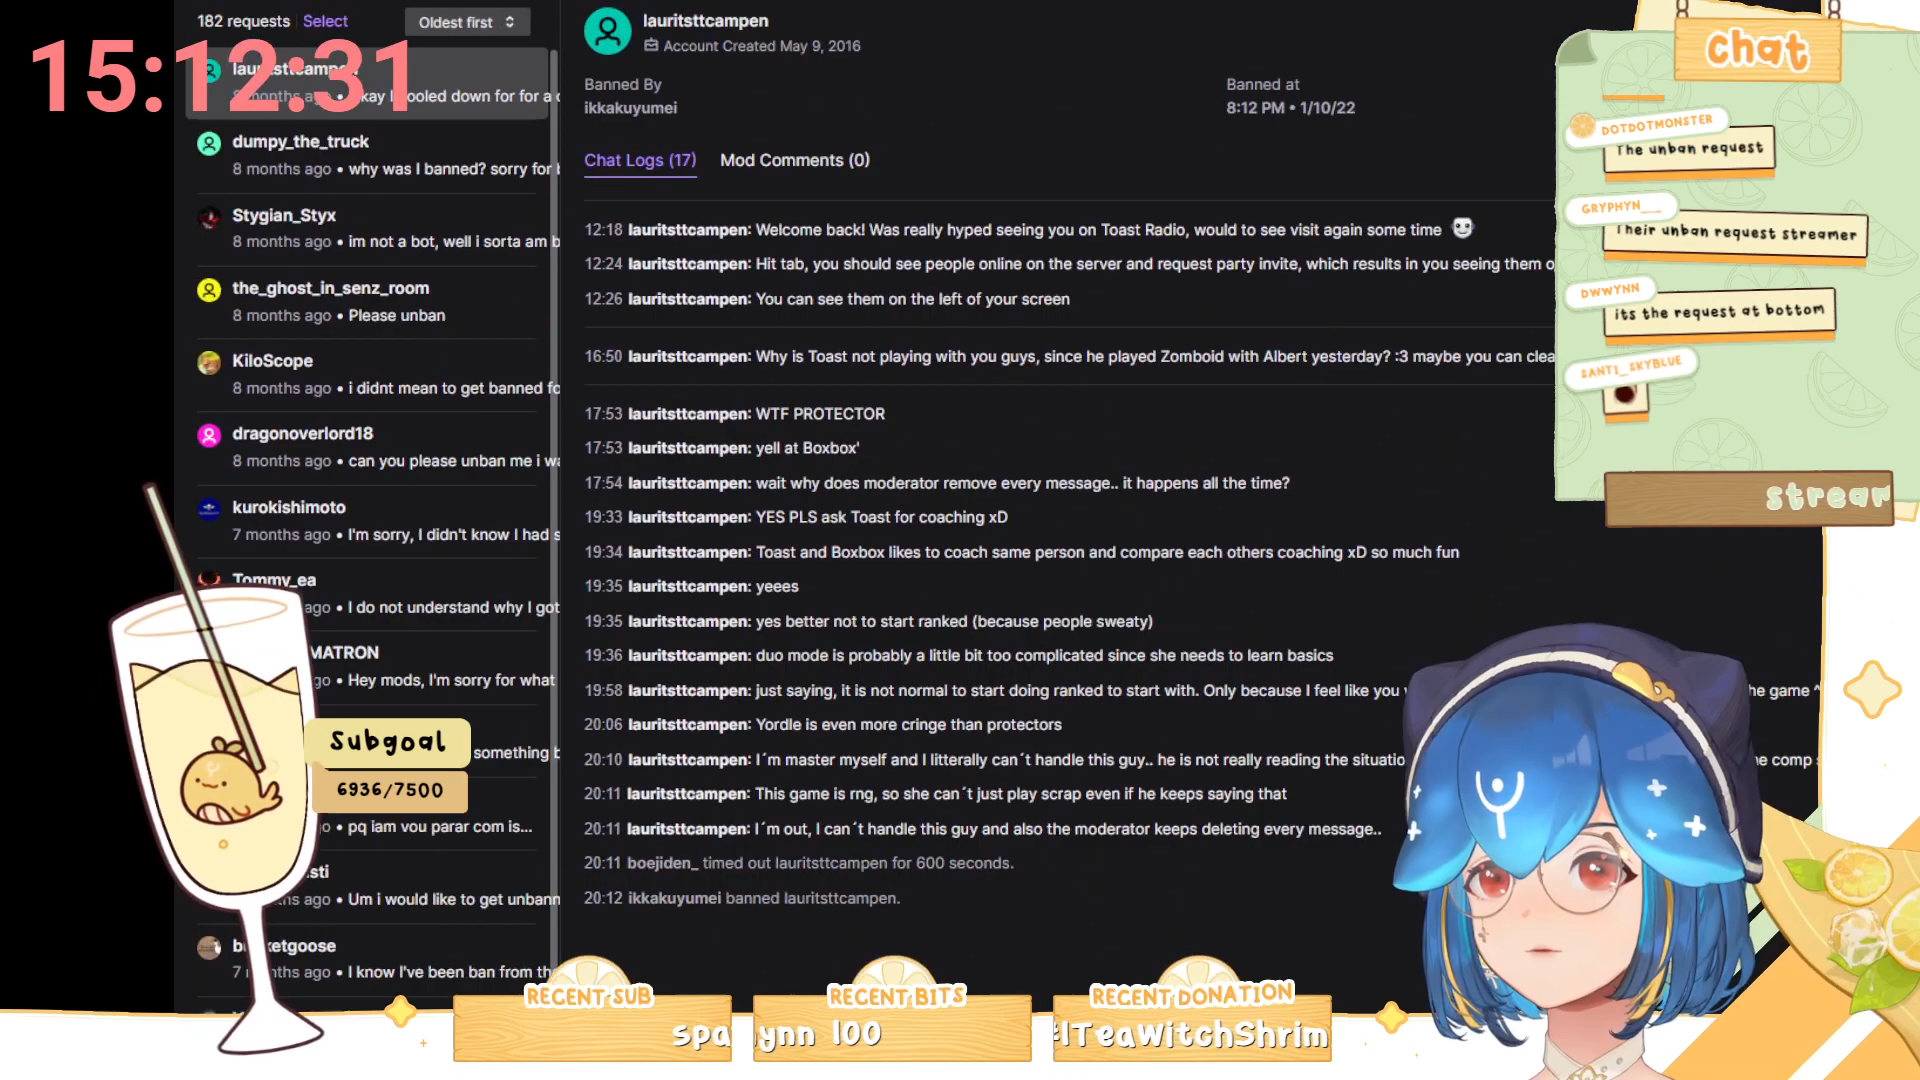 182 requests Select
Oldest first
15:12:31
lauritsttcampen
dumpy_the_truck
8 months ago • why was I banned? sorry for
Stygian_Styx
8 months ago • im not a bot, well i sorta am b
the_ghost_in_senz_room
8 months ago • Please unban
KiloScope
8 months ago • i didnt mean to get banned fo
dragonoverlord18
8 months ago • can you please unban me i wa
kurokishimoto
7 months ago • I'm sorry, I didn't know I had s
Tommy_ea
ago • I do not understand why I got
MATRON
go • Hey mods, I'm sorry for what
something b
o • pq iam vou parar com is...
.sti
ns ago • Um i would like to get unbann
ketgoose
• I know I've been ban from th
Subgoal
6936/7500
lauritsttcampen
Account Created May 9, 2016
Banned By
ikkakuyumei
Banned at
8:12 PM • 1/10/22
Chat Logs (17) Mod Comments (0)
12:18 lauritsttcampen: Welcome back! Was really hyped seeing you on Toast Radio, would to see visit again some time
12:24 lauritsttcampen: Hit tab, you should see people online on the server and request party invite, which results in you seeing them o
12:26 lauritsttcampen: You can see them on the left of your screen
16:50 lauritsttcampen: Why is Toast not playing with you guys, since he played Zomboid with Albert yesterday? :3 maybe you can clea
17:53 lauritsttcampen: WTF PROTECTOR
17:53 lauritsttcampen: yell at Boxbox'
17:54 lauritsttcampen: wait why does moderator remove every message.. it happens all the time?
19:33 lauritsttcampen: YES PLS ask Toast for coaching xD
19:34 lauritsttcampen: Toast and Boxbox likes to coach same person and compare each others coaching xD so much fun
19:35 lauritsttcampen: yeees
19:35 lauritsttcampen: yes better not to start ranked (because people sweaty)
19:36 lauritsttcampen: duo mode is probably a little bit too complicated since she needs to learn basics
19:58 lauritsttcampen: just saying, it is not normal to start doing ranked to start with. Only because I feel like you he game ^
20:06 lauritsttcampen: Yordle is even more cringe than protectors
20:10 lauritsttcampen: I´m master myself and I litterally can´t handle this guy.. he is not really reading the situatio e comp
20:11 lauritsttcampen: This game is rng, so she can´t just play scrap even if he keeps saying that
20:11 lauritsttcampen: I´m out, I can´t handle this guy and also the moderator keeps deleting every message..
20:11 boejiden_ timed out lauritsttcampen for 600 seconds.
20:12 ikkakuyumei banned lauritsttcampen.
chat
DOTDOTMONSTER
The unban request
GRYPHYN__
Their unban request streamer
DWWYNN
its the request at bottom
SANTI_SKYBLUE
strear
RECENT SUB
spa
RECENT BITS
ynn 100
RECENT DONATION
ITeaWitchShrim